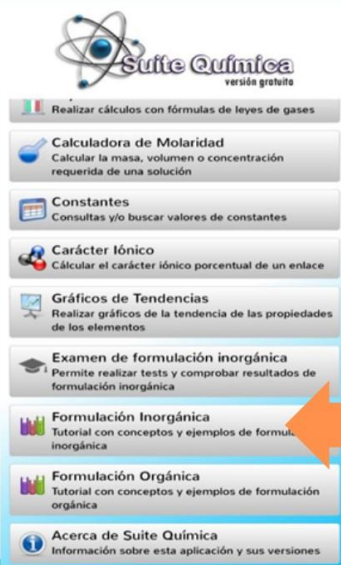 Suite Química
versión gratuita
Realizar cálculos con fórmulas de leyes de gases
Calculadora de Molaridad
Calcular la masa, volumen o concentración
requerida de una solución
Constantes
Consultas y/o buscar valores de constantes
Carácter Iónico
Cálcular el carácter iónico porcentual de un enlace
Gráficos de Tendencias
Realizar gráficos de la tendencia de las propiedades
de los elementos
Examen de formulación inorgánica
Permite realizar tests y comprobar resultados de
formulación inorgánica
Formulación Inorgánica
Tutorial con conceptos y ejemplos de
inorgánica
Formulación Orgánica
Tutorial con conceptos y ejemplos de formulación
orgánica
Acerca de Suite Química
Información sobre esta aplicación y sus versiones